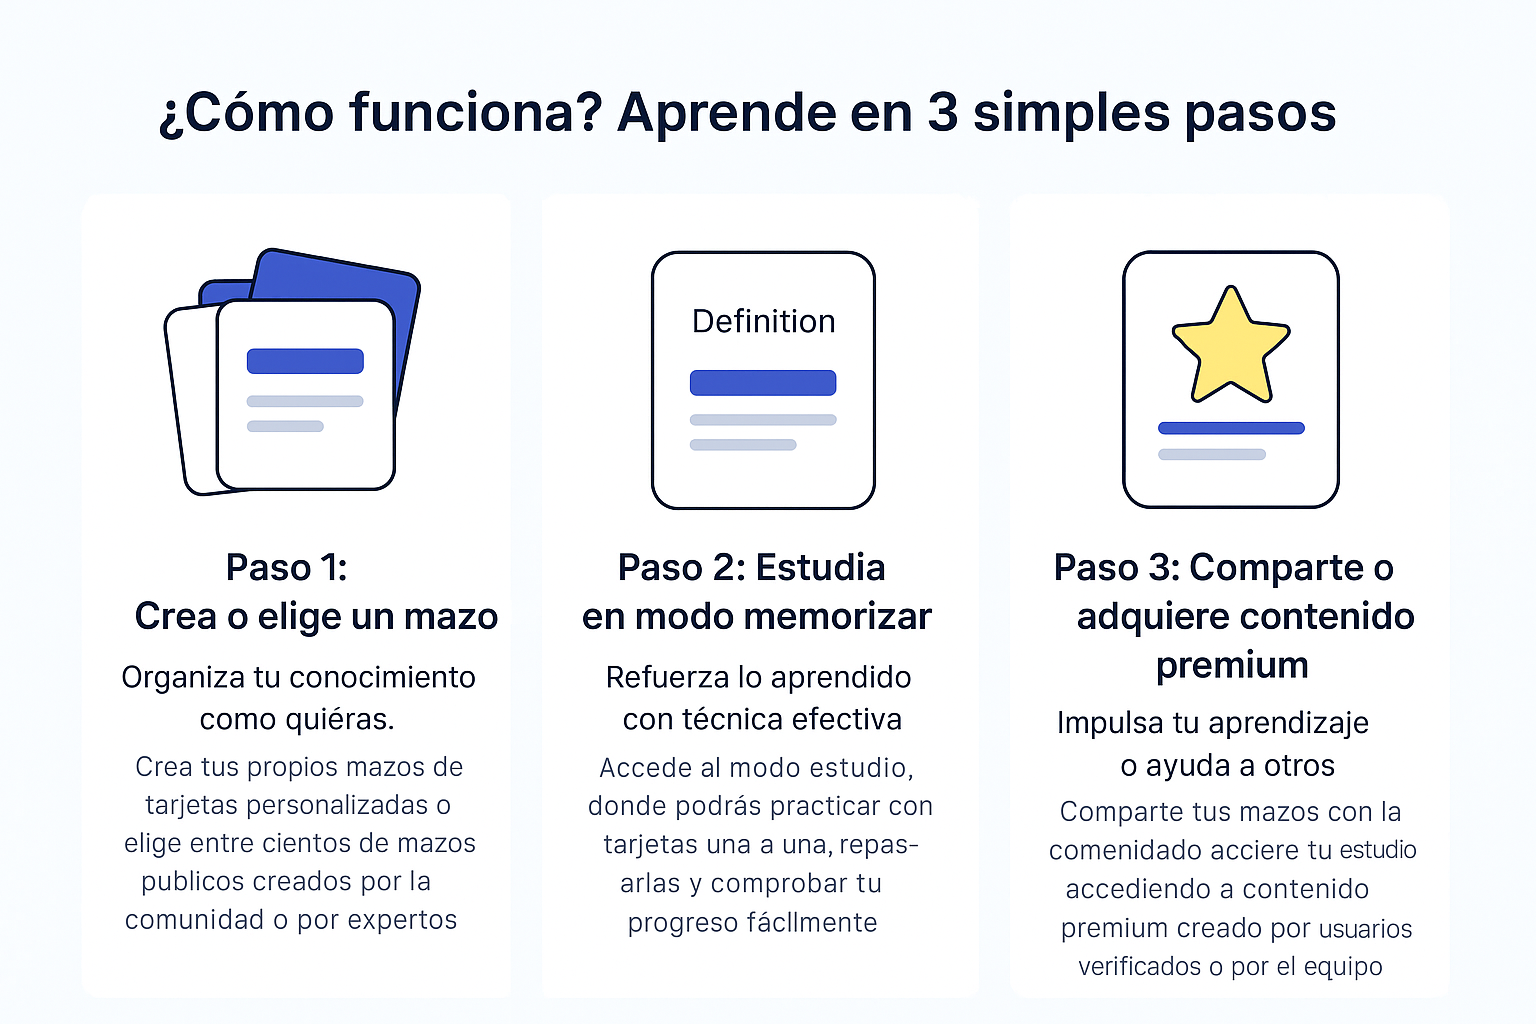 ¿Cómo funciona? Aprende en 3 simples pasos
Paso 1:
Crea o elige un mazo
Organiza tu conocimiento
como quiéras.
Crea tus propios mazos de
tarjetas personalizadas o
elige entre cientos de mazos
publicos creados por la
comunidad o por expertos
Definition
Paso 2: Estudia
en modo memorizar
Refuerza lo aprendido
con técnica efectiva
Accede al modo estudio,
donde podrás practicar con
tarjetas una a una, repas-
arlas y comprobar tu
progreso fácllmente
Paso 3: Comparte o
adquiere contenido
premium
Impulsa tu aprendizaje
o ayuda a otros
Comparte tus mazos con la
comenidado acciere tu estudio
accediendo a contenido
premium creado por usuarios
verificados o por el equipo